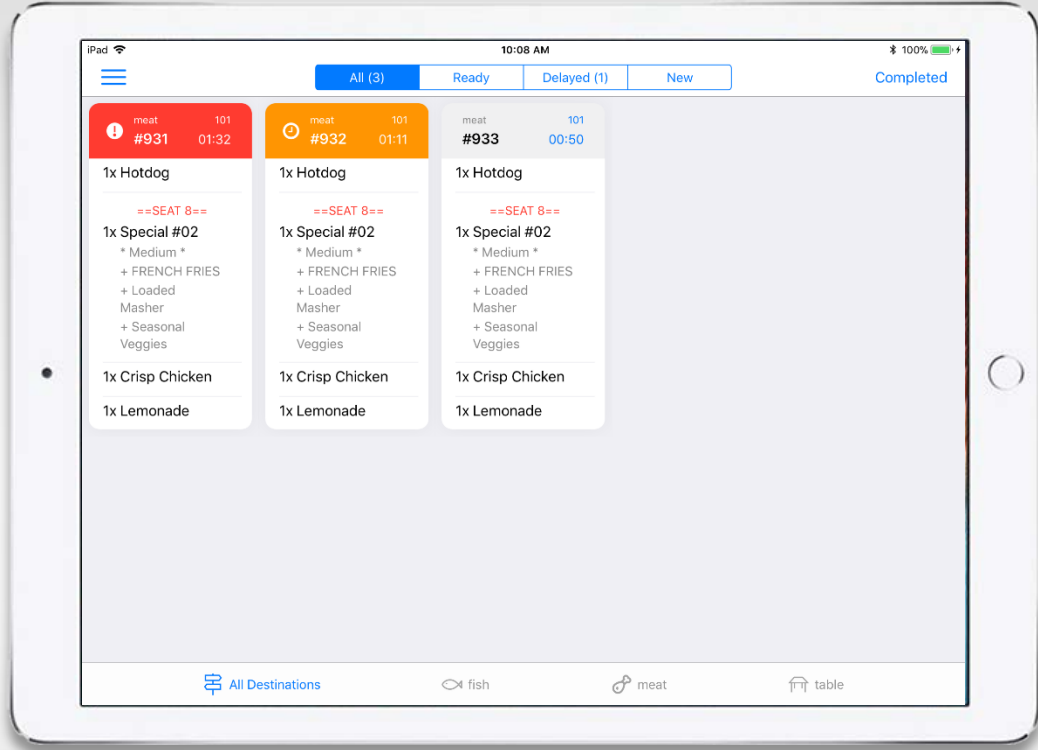 iPad 10:08 AM 100%
All (3) Ready Delayed (1) New Completed
meat 101
#931 01:32
1x Hotdog
==SEAT 8==
1x Special #02
* Medium *
+ FRENCH FRIES
+ Loaded
Masher
+ Seasonal
Veggies
1x Crisp Chicken
1x Lemonade
meat 101
#932 01:11
1x Hotdog
==SEAT 8==
1x Special #02
* Medium *
+ FRENCH FRIES
+ Loaded
Masher
+ Seasonal
Veggies
1x Crisp Chicken
1x Lemonade
meat 101
#933 00:50
1x Hotdog
==SEAT 8==
1x Special #02
* Medium *
+ FRENCH FRIES
+ Loaded
Masher
+ Seasonal
Veggies
1x Crisp Chicken
1x Lemonade
All Destinations fish meat table